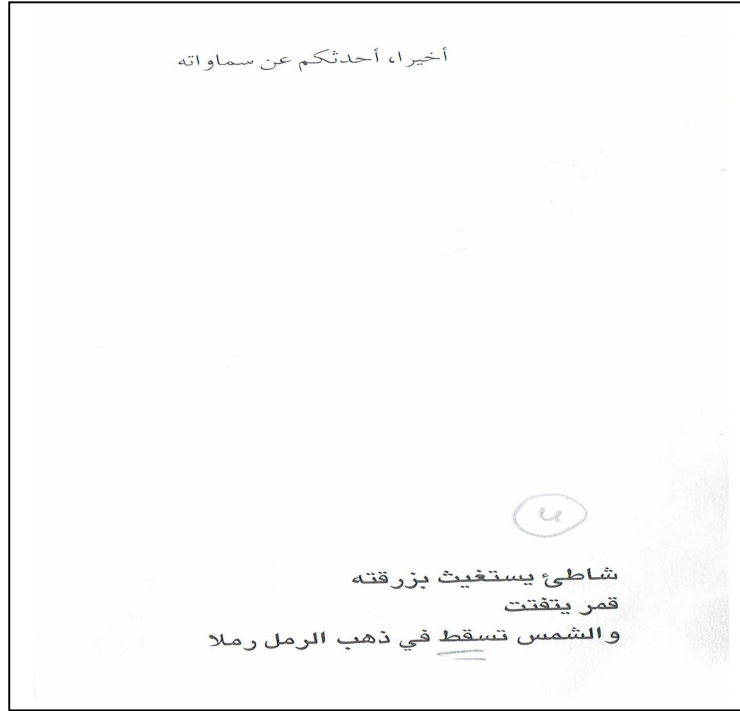 أخيرا، أحدثكم عن سماواته
شاطئ يستغيث بزرقته
قمر يتفتت
والشمس تسقط في ذهب الرمل رملا